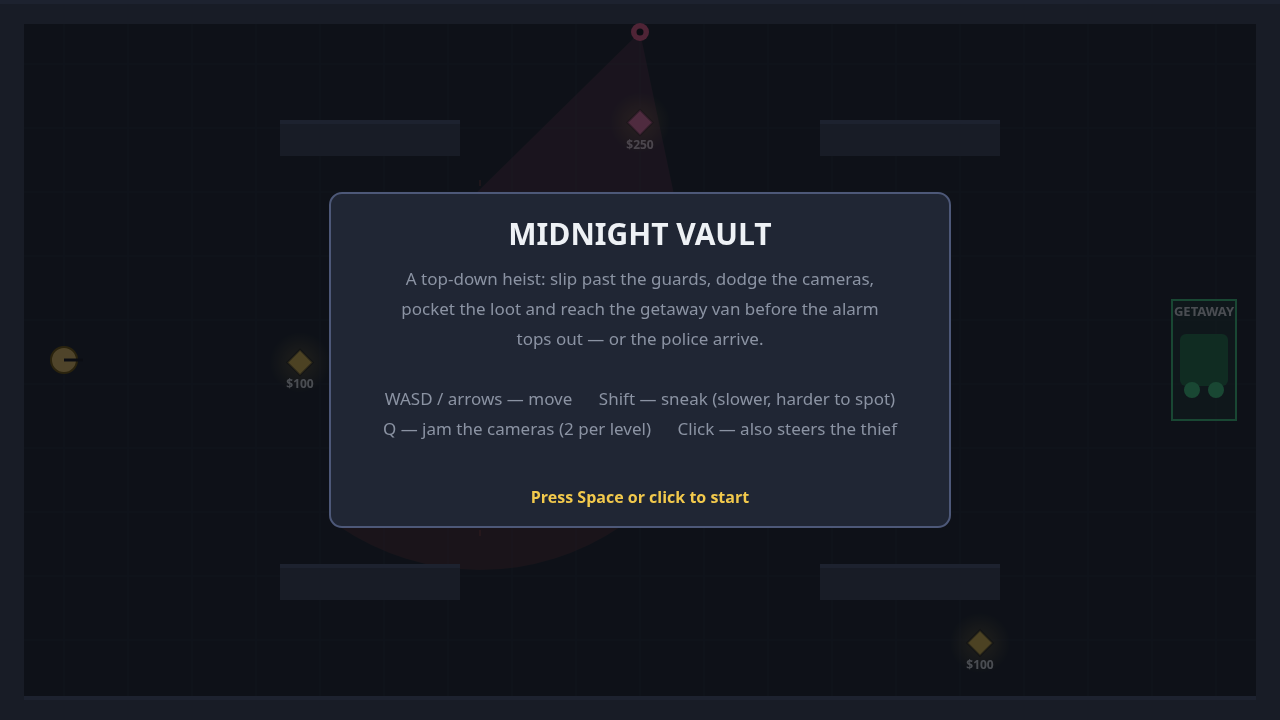 $250
MIDNIGHT VAULT
A top-down heist: slip past the guards, dodge the cameras,
pocket the loot and reach the getaway van before the alarm
tops out — or the police arrive.
GETAWAY
$100
WASD / arrows — move Shift — sneak (slower, harder to spot)
Q — jam the cameras (2 per level) Click — also steers the thief
Press Space or click to start
$100